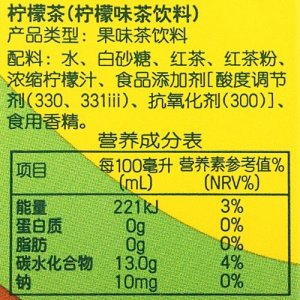 柠檬茶(柠檬味茶饮料)
产品类型：果味茶饮料
配料：水、白砂糖、红茶、红茶粉、
浓缩柠檬汁、食品添加剂[酸度调节
剂(330、331iii)、抗氧化剂(300)]、
食用香精。
营养成分表
项目 每100毫升(mL) 营养素参考值%(NRV%)
能量 221kJ 3%
蛋白质 0g 0%
脂肪 0g 0%
碳水化合物 13.0g 4%
钠 10mg 0%